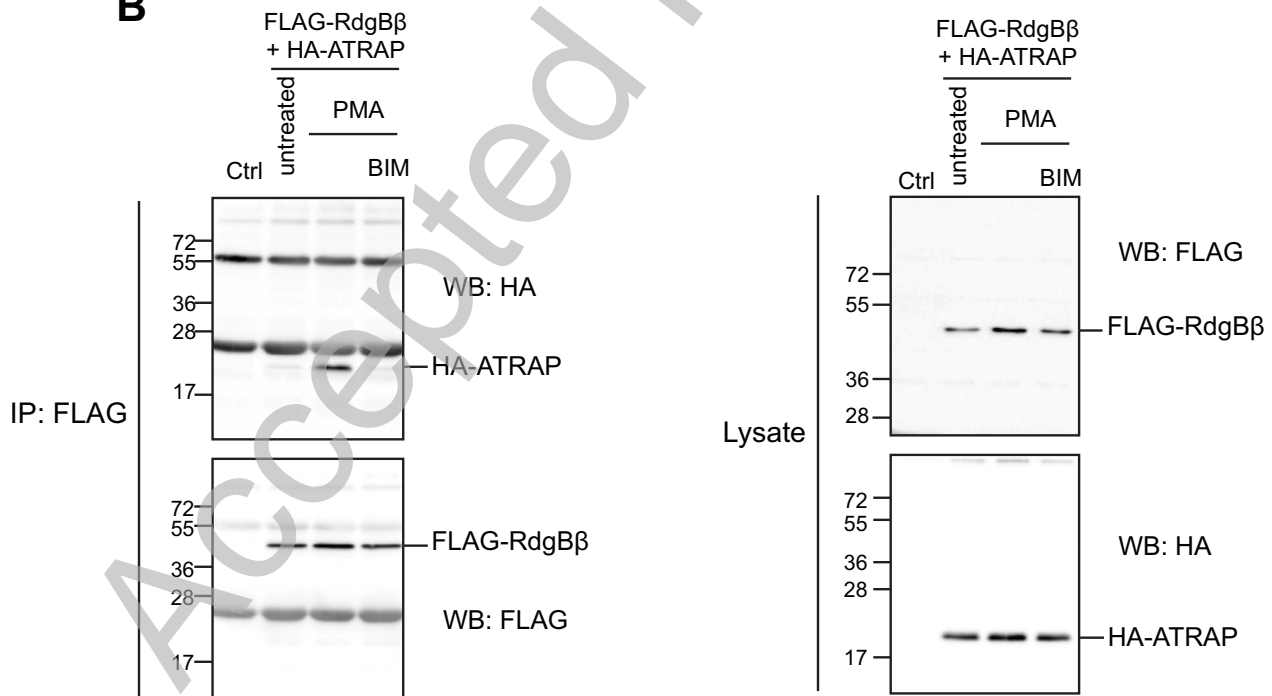 B
FLAG-RdgBβ
+ HA-ATRAP
untreated
PMA
Ctrl
BIM
72
55
36
28
17
WB: HA
HA-ATRAP
IP: FLAG
72
55
36
28
17
FLAG-RdgBβ
WB: FLAG
FLAG-RdgBβ
+ HA-ATRAP
untreated
PMA
Ctrl
BIM
72
55
36
28
WB: FLAG
FLAG-RdgBβ
Lysate
72
55
36
28
17
WB: HA
HA-ATRAP
Accepted